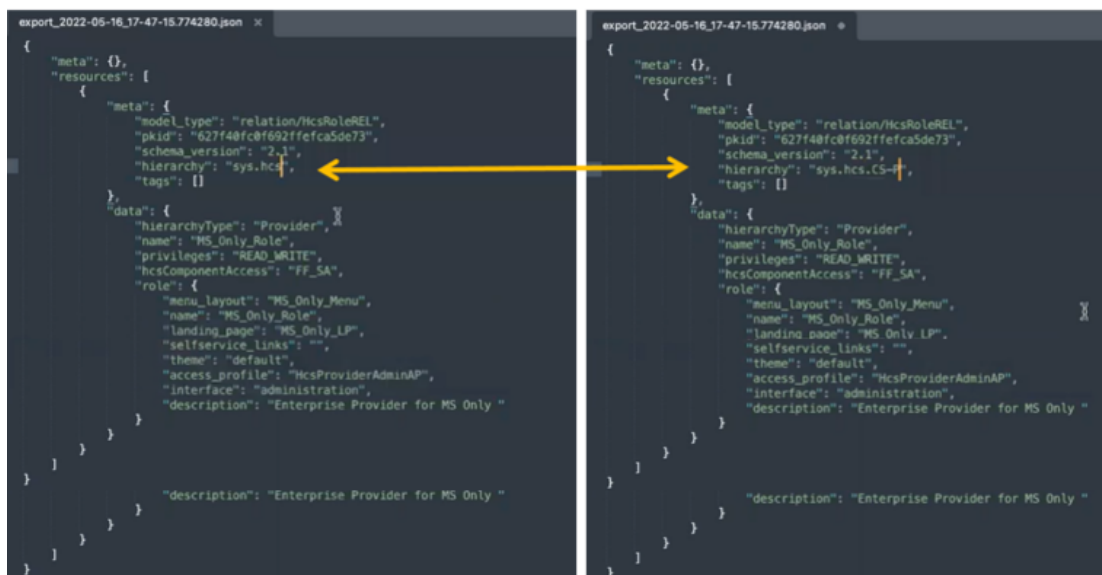 export_2022-05-16_17-47-15.774280.json ×
{
"meta": {},
"resources": [
{
"meta": {
"model_type": "relation/HcsRoleREL",
"pkid": "627f40fc0f692ffefca5de73",
"schema_version": "2.1",
"hierarchy": "sys.hcs",
"tags": []
},
"data": {
"hierarchyType": "Provider",
"name": "MS_Only_Role",
"privileges": "READ_WRITE",
"hcsComponentAccess": "FF_SA",
"role": {
"menu_layout": "MS_Only_Menu",
"name": "MS_Only_Role",
"landing_page": "MS_Only_LP",
"selfservice_links": "",
"theme": "default",
"access_profile": "HcsProviderAdminAP",
"interface": "administration",
"description": "Enterprise Provider for MS Only "
}
}
}
]
}
"description": "Enterprise Provider for MS Only "
}
}
}
]
}
export_2022-05-16_17-47-15.774280.json
{
"meta": {},
"resources": [
{
"meta": {
"model_type": "relation/HcsRoleREL",
"pkid": "627f40fc0f692ffefca5de73",
"schema_version": "2.1",
"hierarchy": "sys.hcs.CS-P",
"tags": []
},
"data": {
"hierarchyType": "Provider",
"name": "MS_Only_Role",
"privileges": "READ_WRITE",
"hcsComponentAccess": "FF_SA",
"role": {
"menu_layout": "MS_Only_Menu",
"name": "MS_Only_Role",
"landing_page": "MS_Only_LP",
"selfservice_links": "",
"theme": "default",
"access_profile": "HcsProviderAdminAP",
"interface": "administration",
"description": "Enterprise Provider for MS Only "
}
}
}
]
}
"description": "Enterprise Provider for MS Only "
}
}
}
]
}